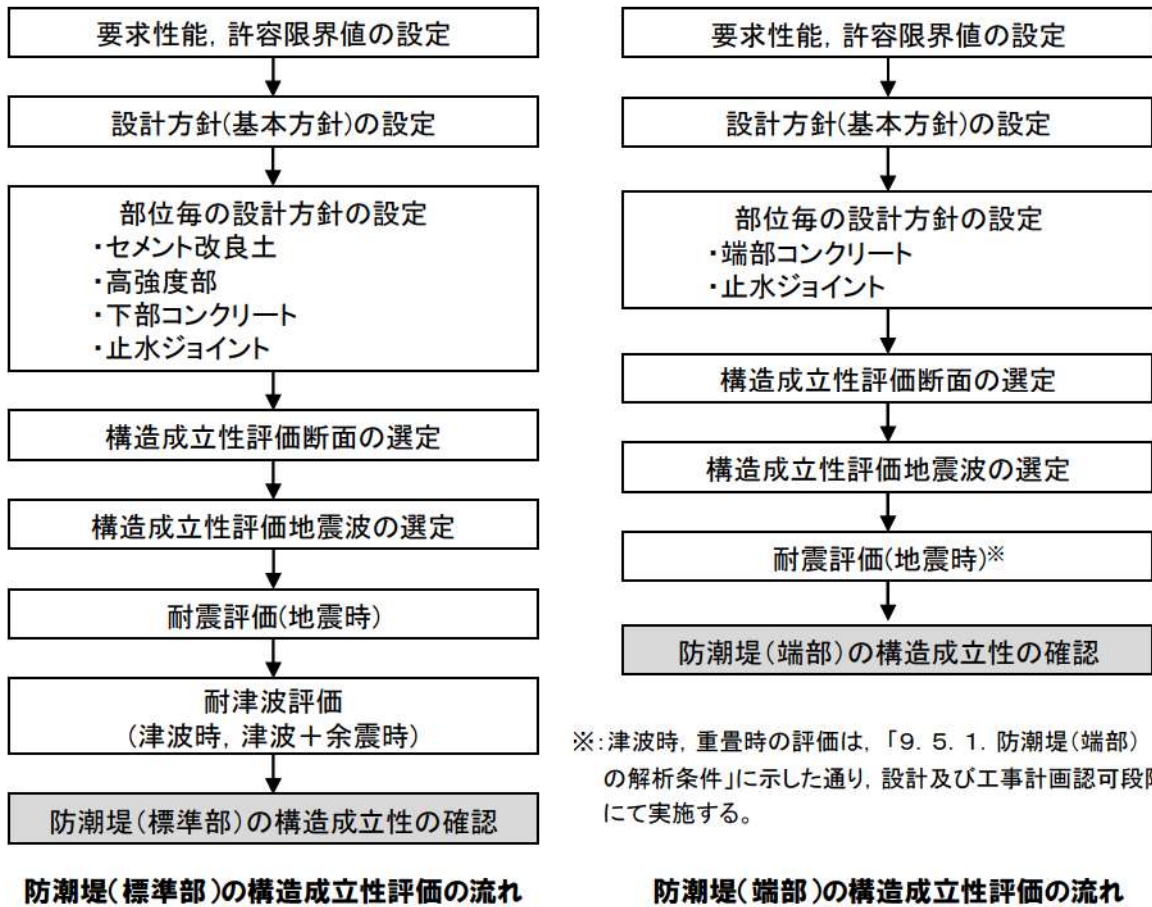 要求性能，許容限界値の設定
設計方針(基本方針)の設定
部位毎の設計方針の設定
・セメント改良土
・高強度部
・下部コンクリート
・止水ジョイント
構造成立性評価断面の選定
構造成立性評価地震波の選定
耐震評価(地震時)
耐津波評価
(津波時，津波＋余震時)
防潮堤(標準部)の構造成立性の確認
防潮堤(標準部)の構造成立性評価の流れ
要求性能，許容限界値の設定
設計方針(基本方針)の設定
部位毎の設計方針の設定
・端部コンクリート
・止水ジョイント
構造成立性評価断面の選定
構造成立性評価地震波の選定
耐震評価(地震時)※
防潮堤(端部)の構造成立性の確認
※：津波時，重畳時の評価は，「9．5．1．防潮堤(端部)
の解析条件」に示した通り，設計及び工事計画認可段階
にて実施する。
防潮堤(端部)の構造成立性評価の流れ